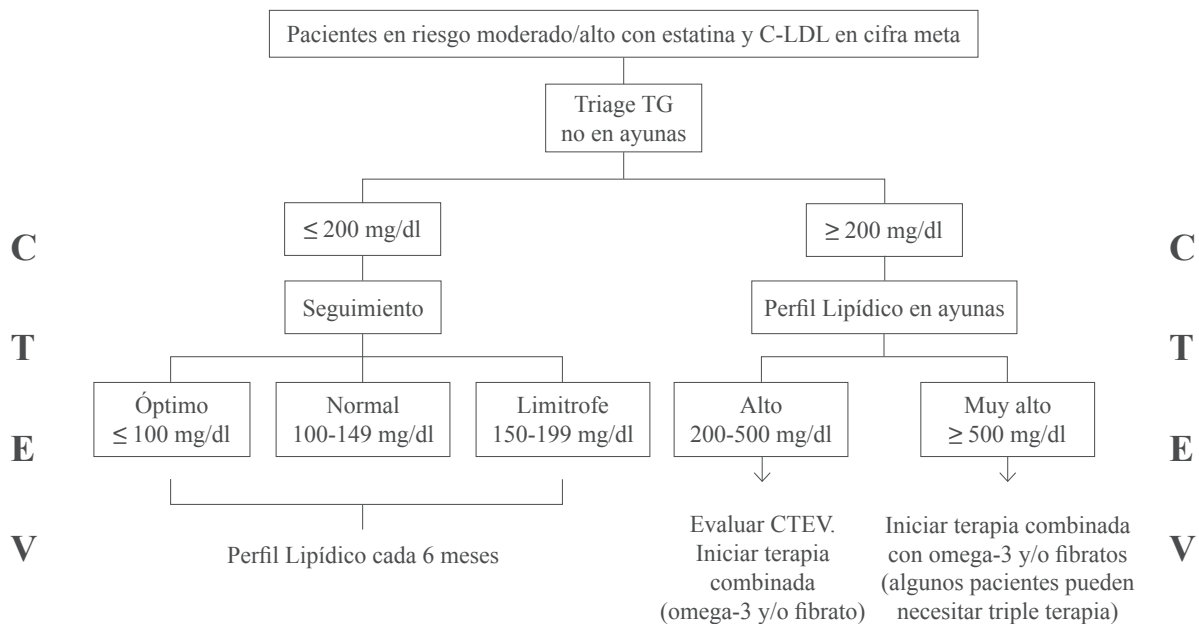 Pacientes en riesgo moderado/alto con estatina y C-LDL en cifra meta
Triage TG
no en ayunas
≤ 200 mg/dl
≥ 200 mg/dl
C
C
Seguimiento
Perfil Lipídico en ayunas
T
T
Óptimo
≤ 100 mg/dl
Normal
100-149 mg/dl
Limitrofe
150-199 mg/dl
Alto
200-500 mg/dl
Muy alto
≥ 500 mg/dl
E
E
Perfil Lipídico cada 6 meses
Evaluar CTEV.
Iniciar terapia
combinada
(omega-3 y/o fibrato)
Iniciar terapia combinada
con omega-3 y/o fibratos
(algunos pacientes pueden
necesitar triple terapia)
V
V